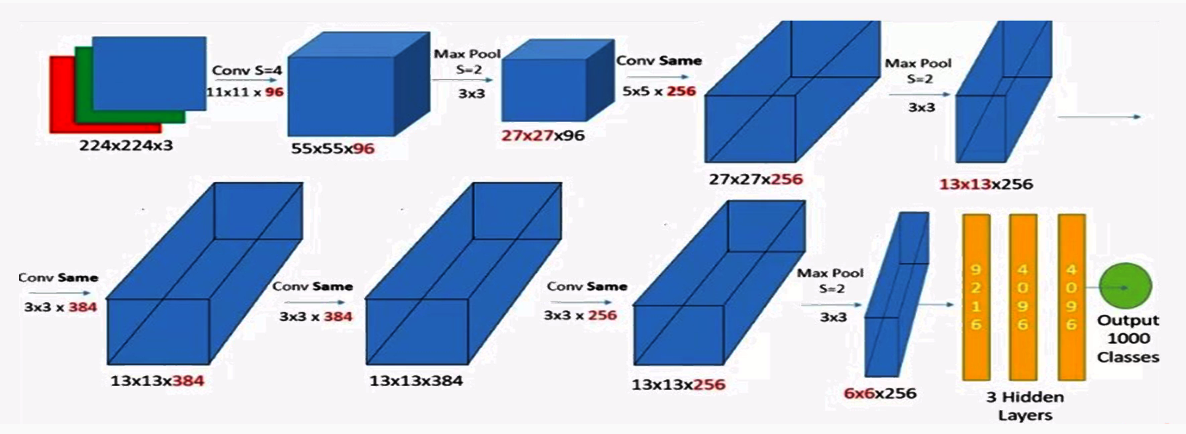 224x224x3
Conv S=4
11x11 x 96
55x55x96
Max Pool
S=2
3x3
27x27x96
Conv Same
5x5 x 256
27x27x256
Max Pool
S=2
3x3
13x13x256
Conv Same
3x3 x 384
13x13x384
Conv Same
3x3 x 384
13x13x384
Conv Same
3x3 x 256
13x13x256
Max Pool
S=2
3x3
6x6x256
9216
4096
4096
3 Hidden
Layers
Output
1000
Classes